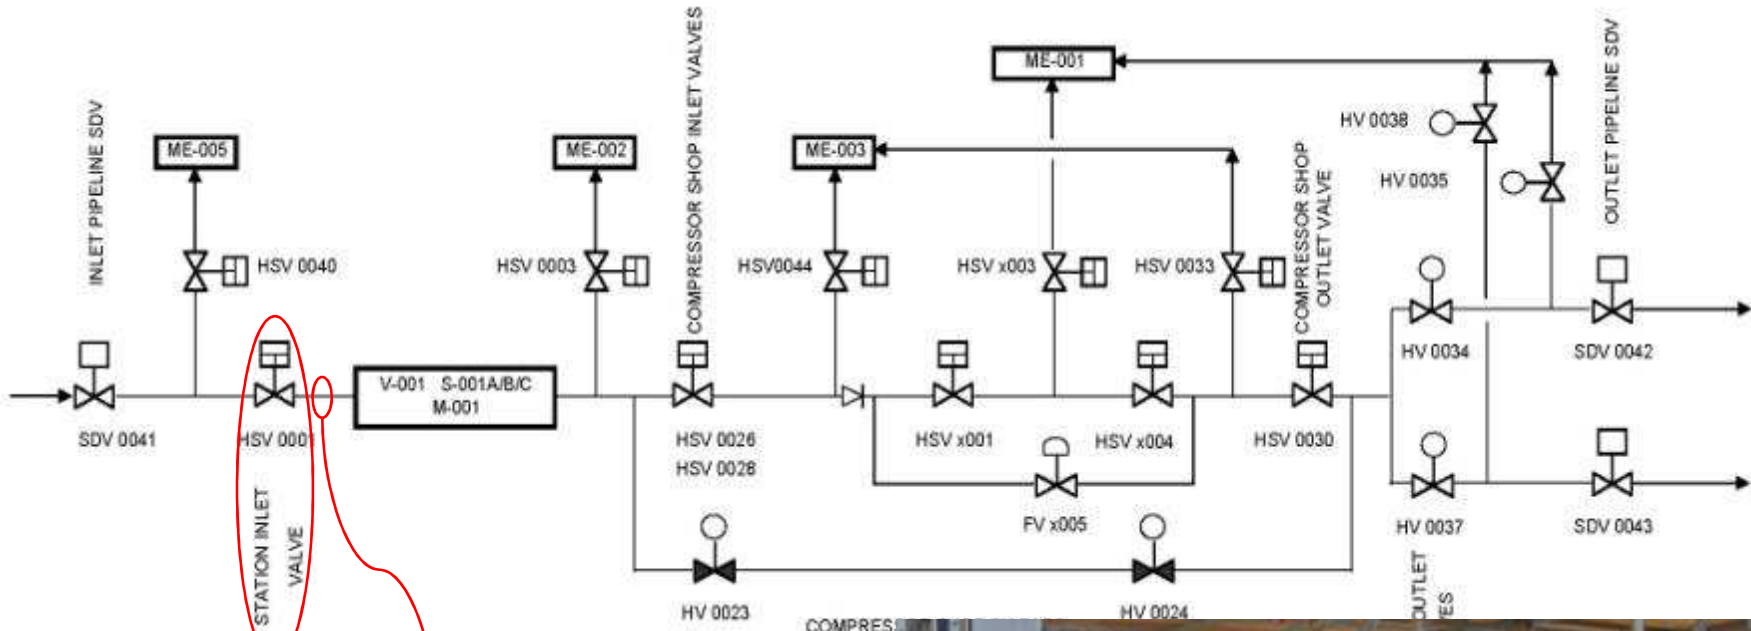 ME-001
INLET PIPELINE SDV
COMPRESSOR SHOP INLET VALVES
OUTLET PIPELINE SDV
HV 0038
ME-005
ME-002
ME-003
COMPRESSOR SHOP
OUTLET VALVE
HV 0035
HSV 0040
HSV 0003
HSV0044
HSV x003
HSV 0033
HV 0034
SDV 0042
V-001 S-001A/B/C
M-001
SDV 0041
HSV 0001
HSV 0026
HSV 0028
HSV x001
HSV x004
HSV 0030
STATION INLET
VALVE
FV x005
HV 0037
SDV 0043
HV 0023
HV 0024